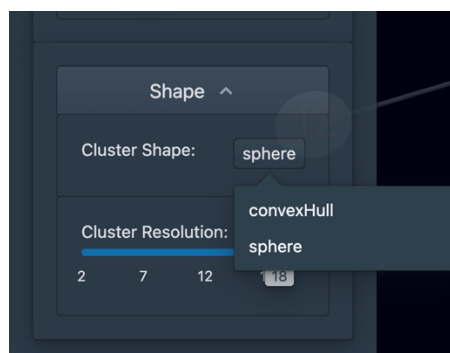 Shape
Cluster Shape:
sphere
convexHull
sphere
Cluster Resolution:
2 7 12 18